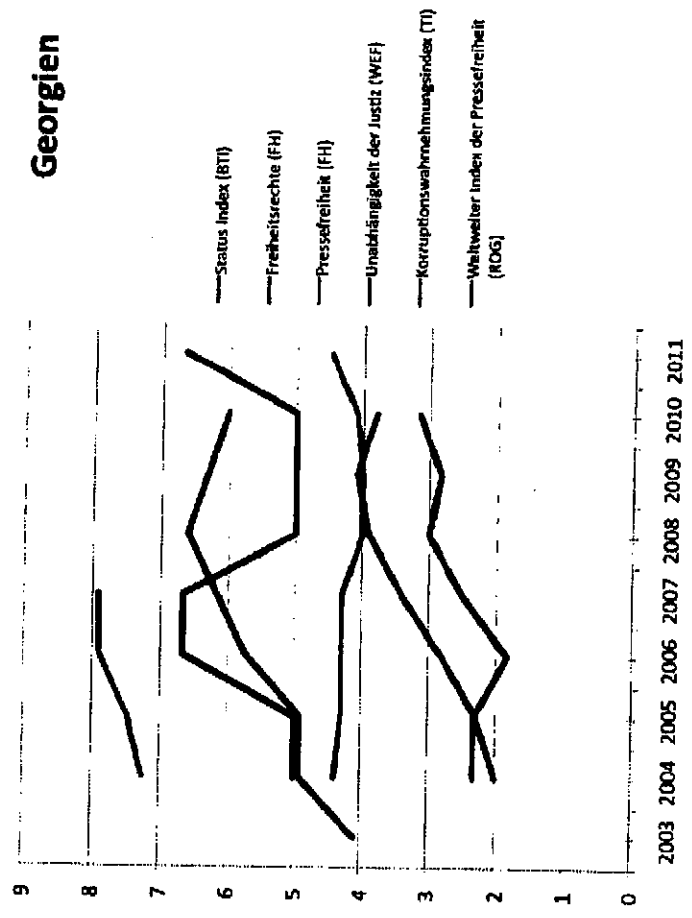 Georgien
Status Index (BTI)
Freiheitsrechte (FH)
Pressefreiheit (FH)
Unabhängigkeit der Justiz (WEF)
Korruptionswahrnehmungsindex (TI)
Weltweiter Index der Pressefreiheit
(ROG)
9
8
7
6
5
4
3
2
1
0
2003 2004 2005 2006 2007 2008 2009 2010 2011